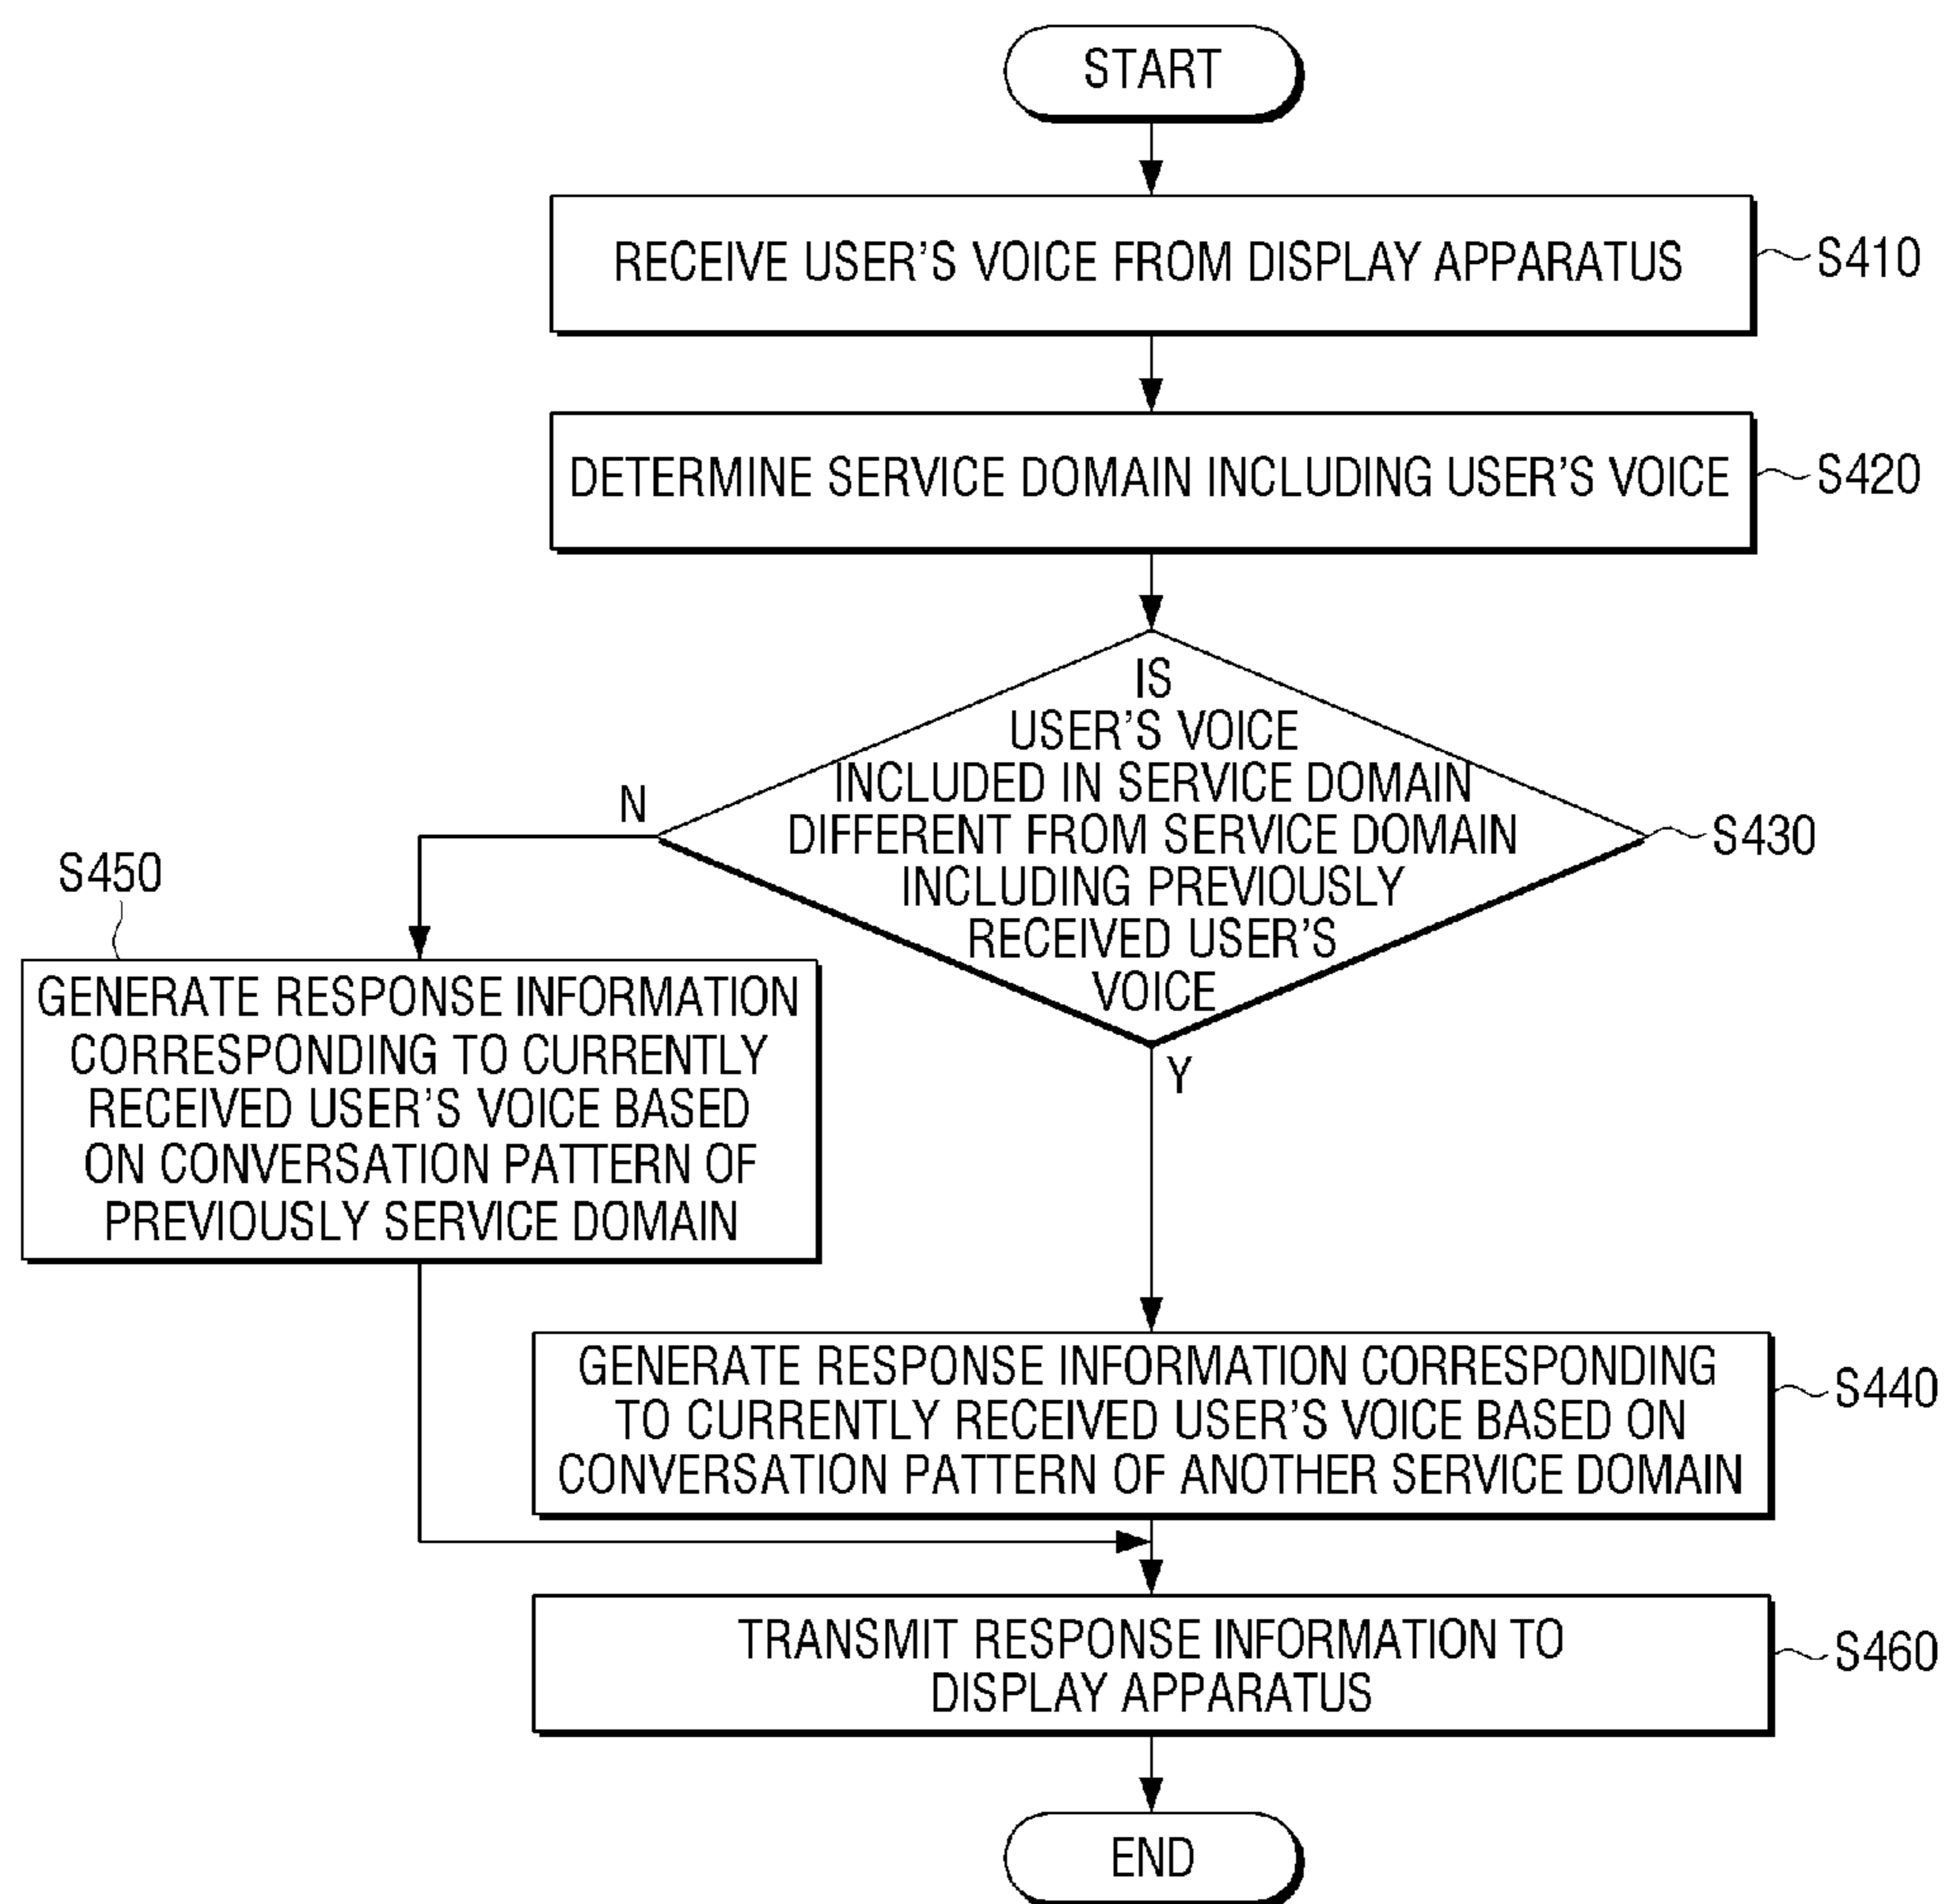 START
RECEIVE USER'S VOICE FROM DISPLAY APPARATUS
S410
DETERMINE SERVICE DOMAIN INCLUDING USER'S VOICE
S420
IS
USER'S VOICE
INCLUDED IN SERVICE DOMAIN
DIFFERENT FROM SERVICE DOMAIN
INCLUDING PREVIOUSLY
RECEIVED USER'S
VOICE
S430
N
Y
S450
GENERATE RESPONSE INFORMATION
CORRESPONDING TO CURRENTLY
RECEIVED USER'S VOICE BASED
ON CONVERSATION PATTERN OF
PREVIOUSLY SERVICE DOMAIN
GENERATE RESPONSE INFORMATION CORRESPONDING
TO CURRENTLY RECEIVED USER'S VOICE BASED ON
CONVERSATION PATTERN OF ANOTHER SERVICE DOMAIN
S440
TRANSMIT RESPONSE INFORMATION TO
DISPLAY APPARATUS
S460
END